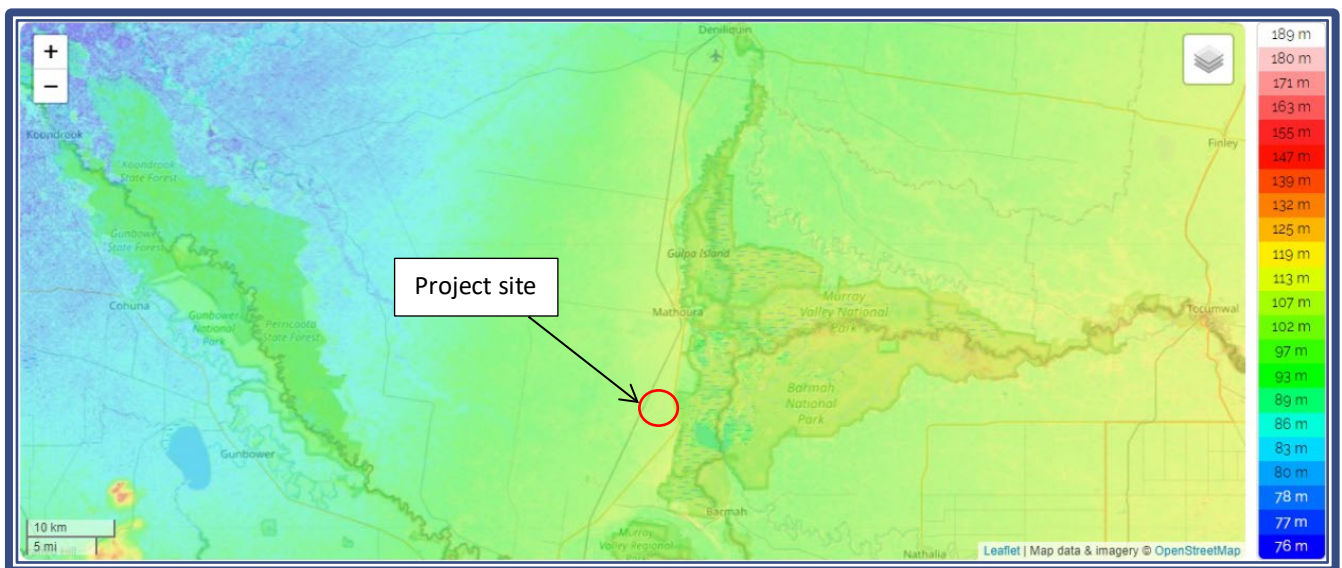 +
−
Deniliquin
Koondrook
Koondrook
State Forest
Finley
Gunbower
State Forest
Gulpa Island
Cohuna
Gunbower
National
Park
Perricoota
State Forest
Project site
Mathoura
Murray
Valley National
Park
Tocumwal
Barmah
National
Park
Gunbower
Barmah
Murray
Valley Regional
Nathalia
10 km
5 mi
Leaflet | Map data & imagery © OpenStreetMap
189 m
180 m
171 m
163 m
155 m
147 m
139 m
132 m
125 m
119 m
113 m
107 m
102 m
97 m
93 m
89 m
86 m
83 m
80 m
78 m
77 m
76 m